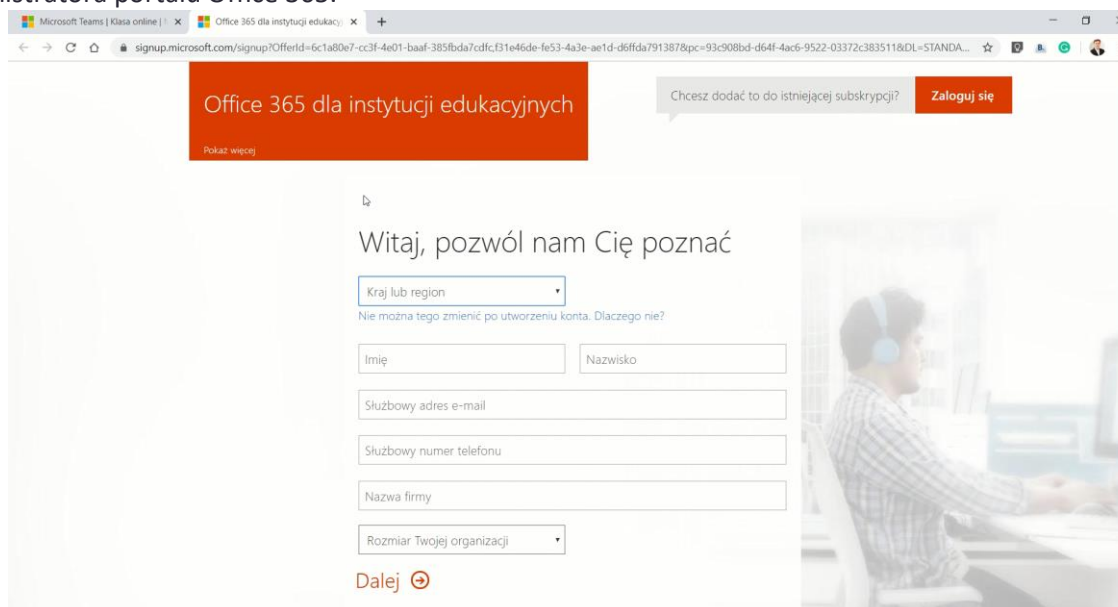 portalu Office 365.
Microsoft Teams | Klasa online |
Office 365 dla instytucji edukacyj
signup.microsoft.com/signup?OfferId=6c1a80e7-cc3f-4e01-baaf-385fbda7cdfc,f31e46de-fe53-4a3e-ae1d-d6ffda791387&pc=93c908bd-d64f-4ac6-9522-03372c383511&DL=STANDA...
Office 365 dla instytucji edukacyjnych
Pokaż więcej
Chcesz dodać to do istniejącej subskrypcji?
Zaloguj się
Witaj, pozwól nam Cię poznać
Kraj lub region
Nie można tego zmienić po utworzeniu konta. Dlaczego nie?
Imię
Nazwisko
Służbowy adres e-mail
Służbowy numer telefonu
Nazwa firmy
Rozmiar Twojej organizacji
Dalej